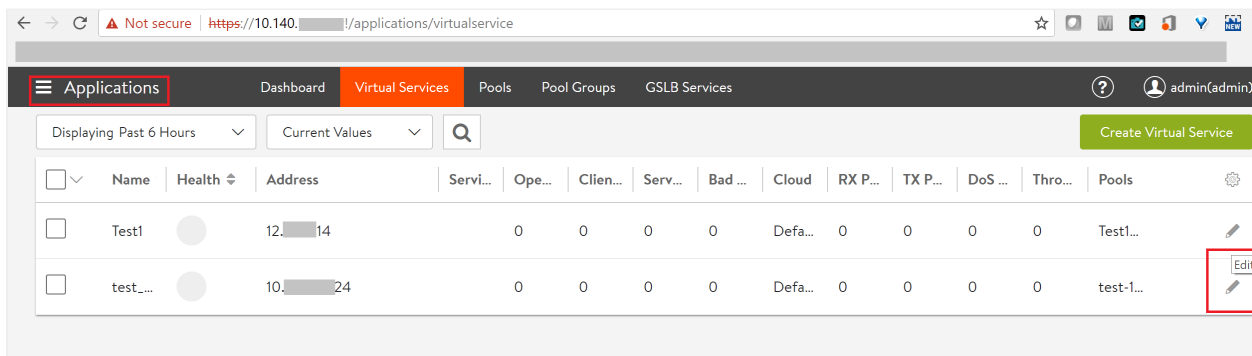 Not secure | https://10.140. !/applications/virtualservice
NEW
Applications Dashboard Virtual Services Pools Pool Groups GSLB Services ? admin(admin)
Displaying Past 6 Hours Current Values Create Virtual Service
Name Health Address Servi... Ope... Clien... Serv... Bad ... Cloud RX P... TX P... DoS ... Thro... Pools
Test1 12. 14 0 0 0 0 Defa... 0 0 0 0 Test1...
Edit
test_... 10. 24 0 0 0 0 Defa... 0 0 0 0 test-1...